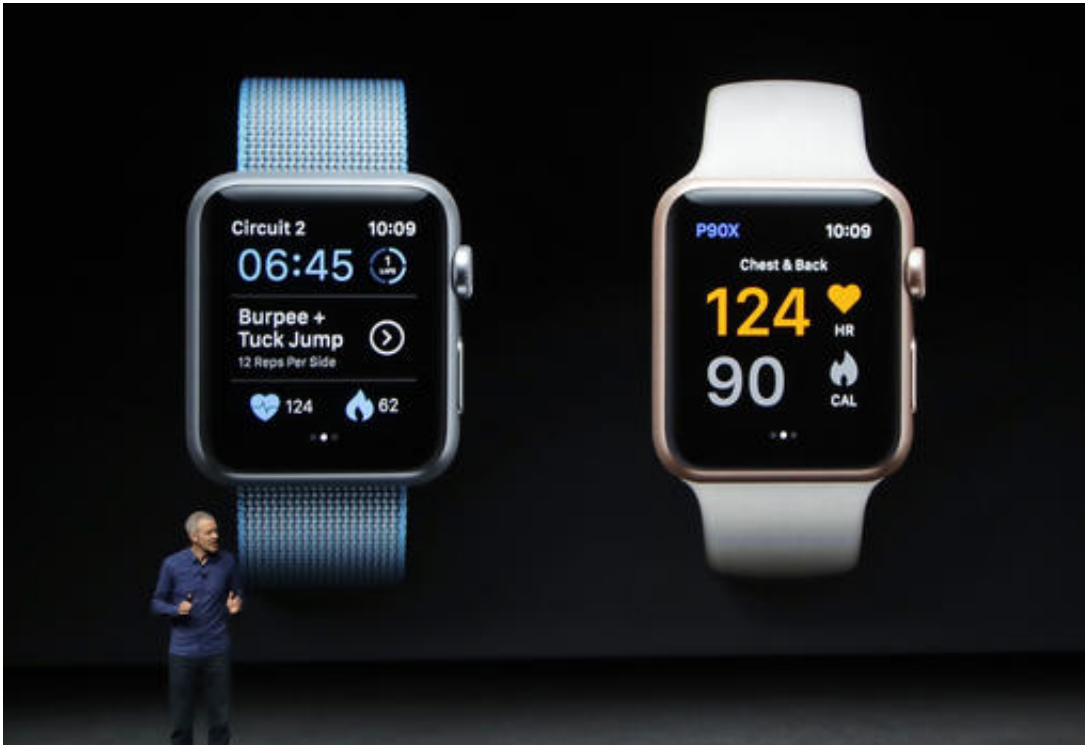 Circuit 2 10:09
06:45 1
Burpee +
Tuck Jump
12 Reps Per Side
124 62
P90X 10:09
Chest & Back
124
HR
90
CAL